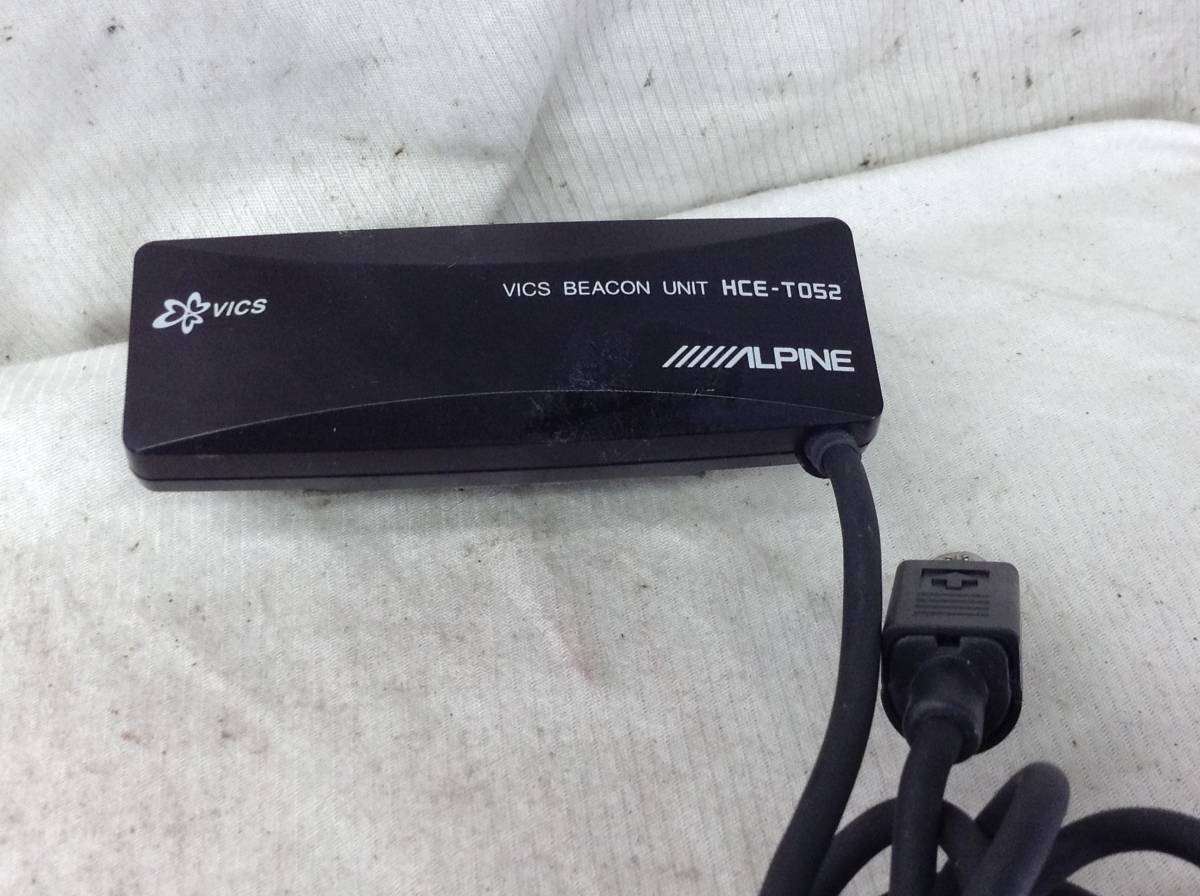 VICS
VICS BEACON UNIT HCE-T052
ALPINE